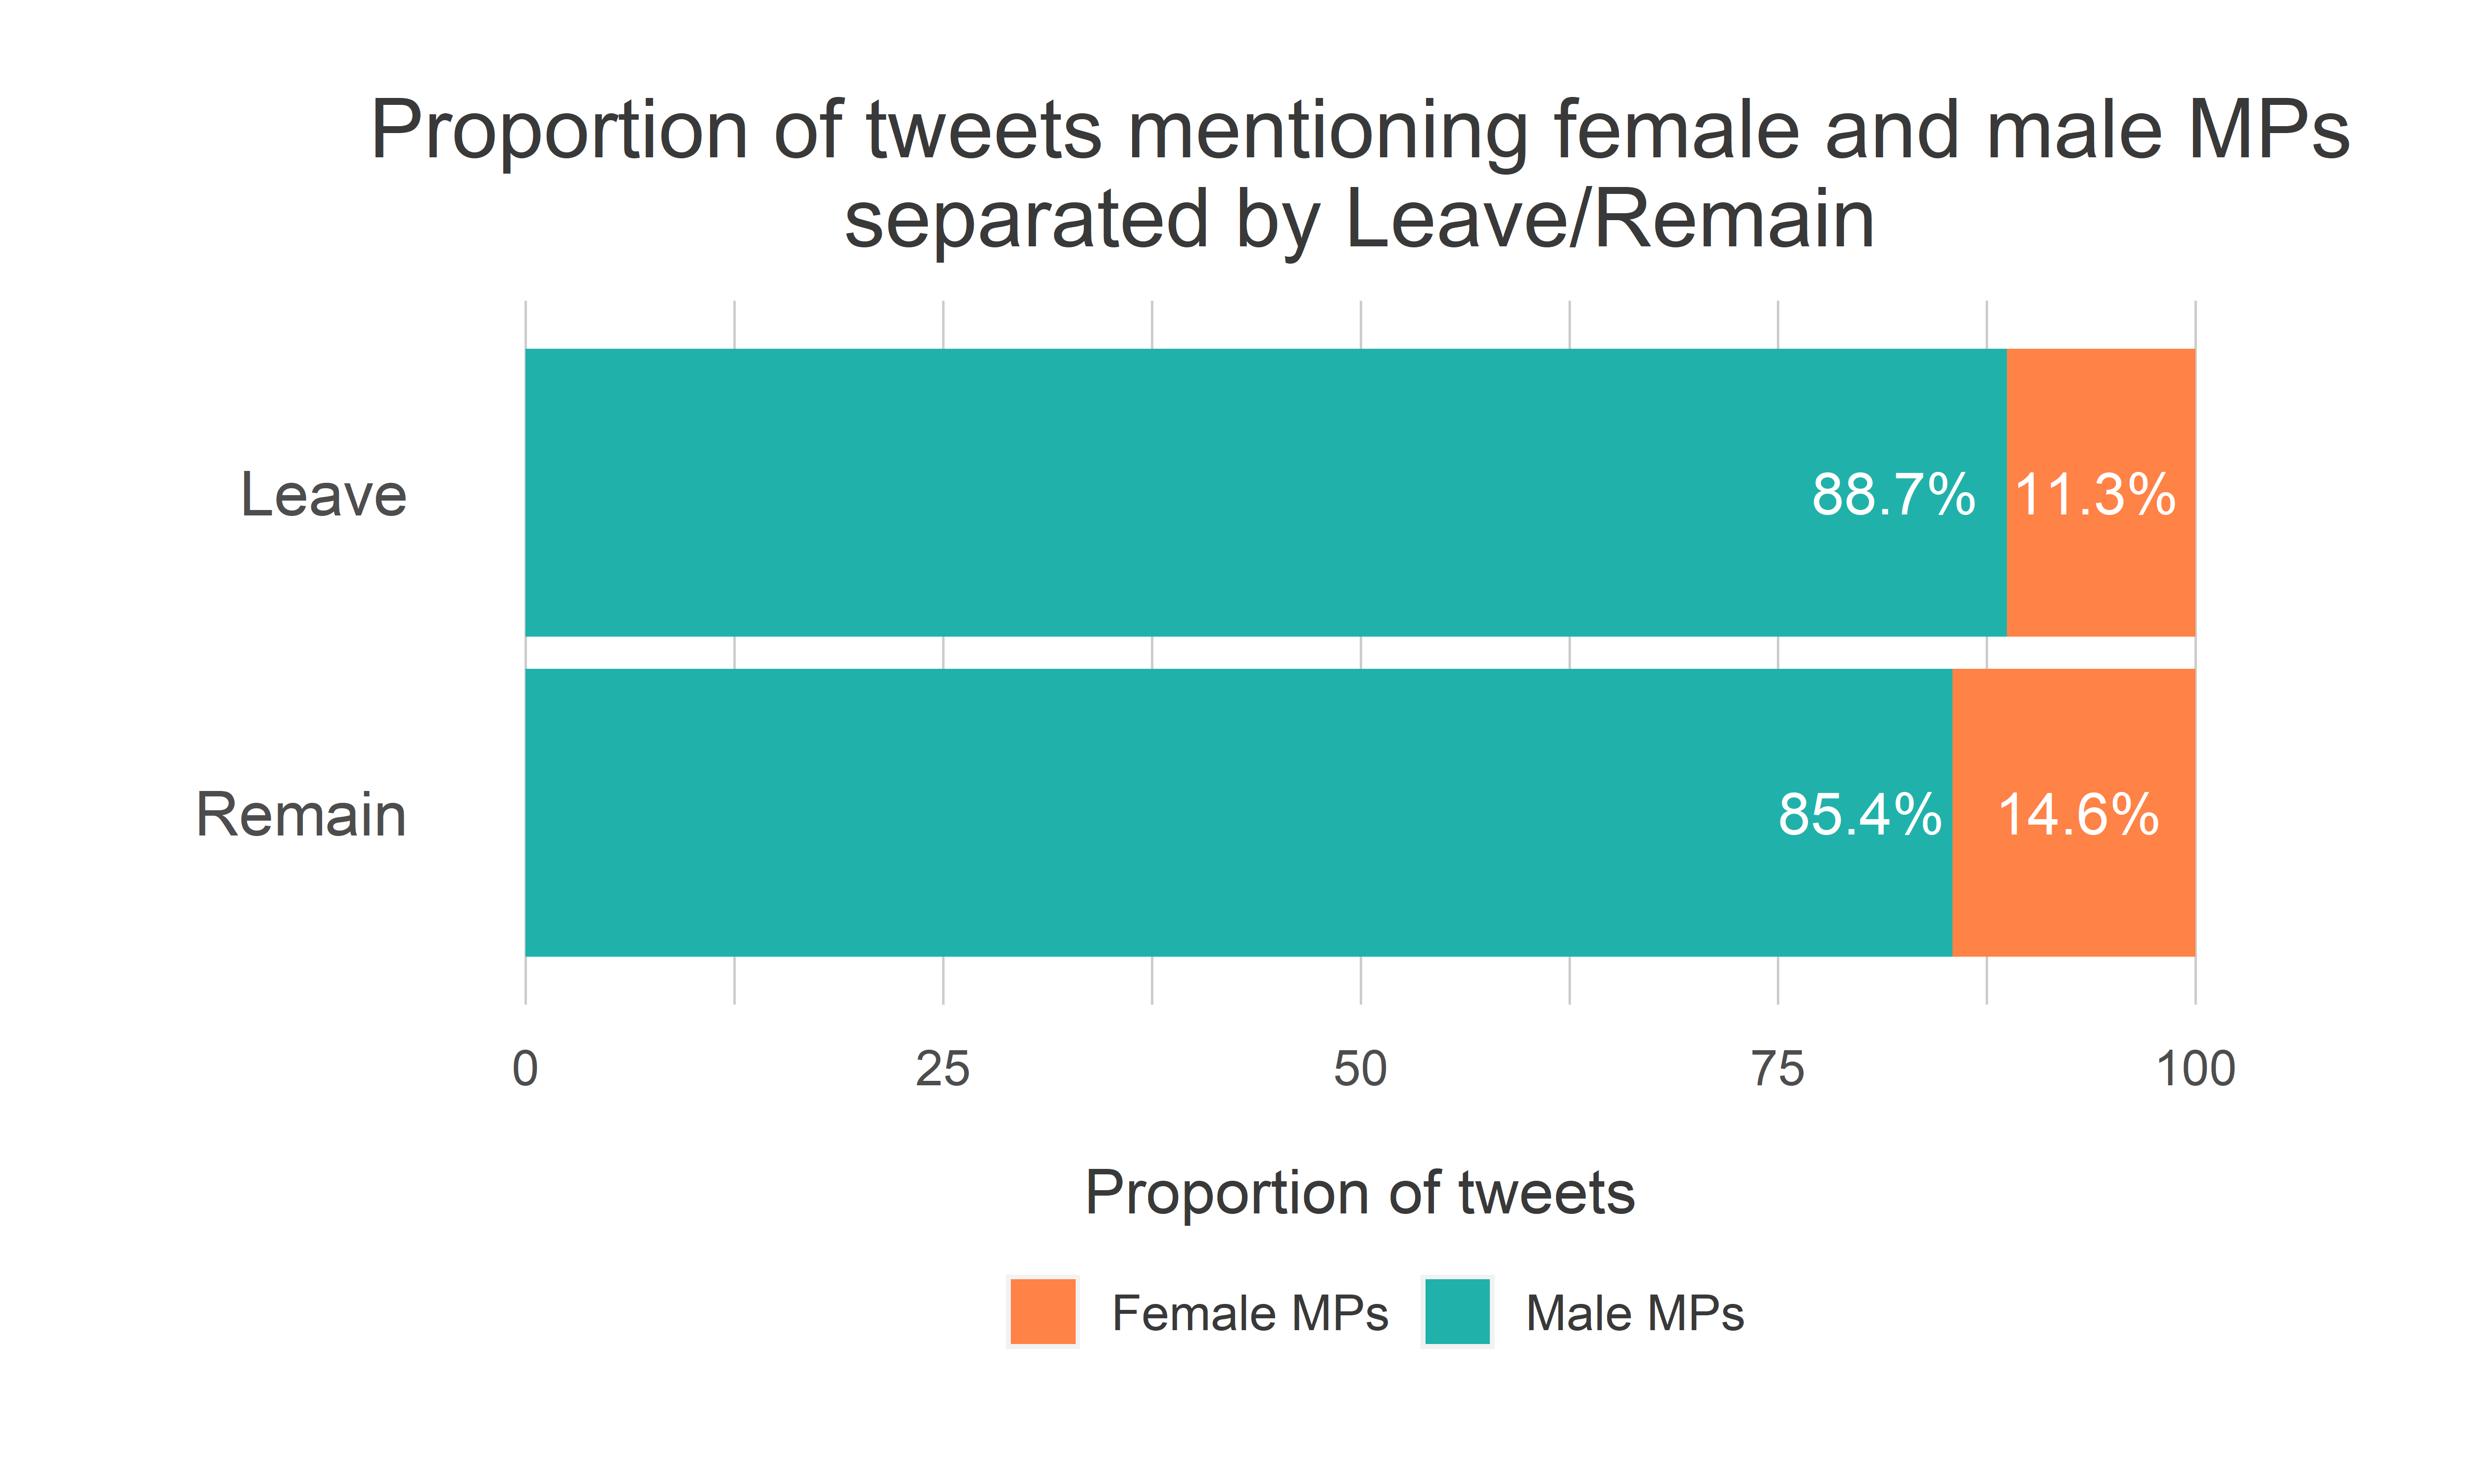 Proportion of tweets mentioning female and male MPs
separated by Leave/Remain
Leave
88.7% 11.3%
Remain
85.4% 14.6%
0 25 50 75 100
Proportion of tweets
Female MPs Male MPs